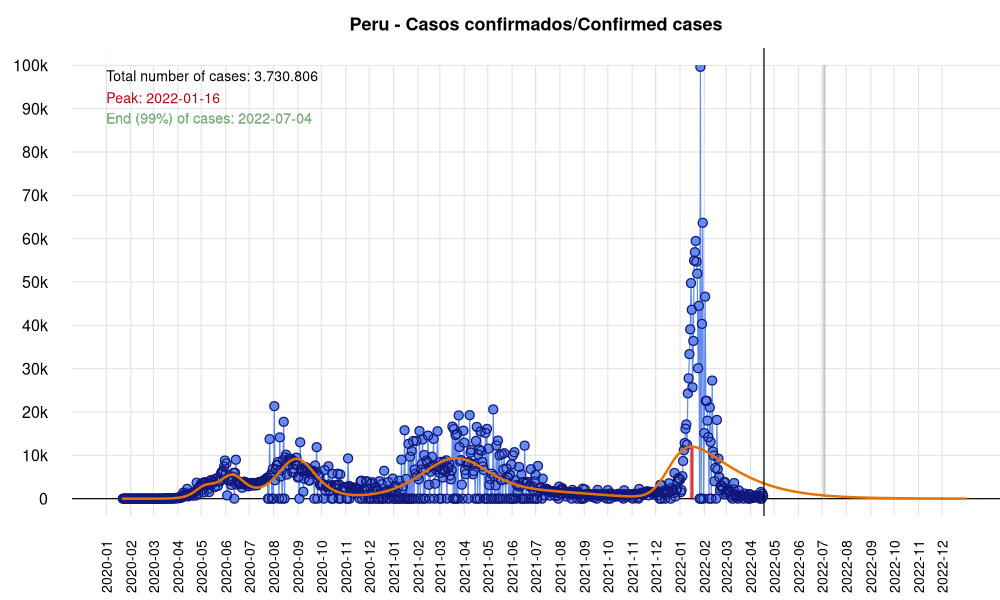 Peru - Casos confirmados/Confirmed cases
Total number of cases: 3.730.806
Peak: 2022-01-16
End (99%) of cases: 2022-07-04
100k
90k
80k
70k
60k
50k
40k
30k
20k
10k
0
2020-01
2020-02
2020-03
2020-04
2020-05
2020-06
2020-07
2020-08
2020-09
2020-10
2020-11
2020-12
2021-01
2021-02
2021-03
2021-04
2021-05
2021-06
2021-07
2021-08
2021-09
2021-10
2021-11
2021-12
2022-01
2022-02
2022-03
2022-04
2022-05
2022-06
2022-07
2022-08
2022-09
2022-10
2022-11
2022-12